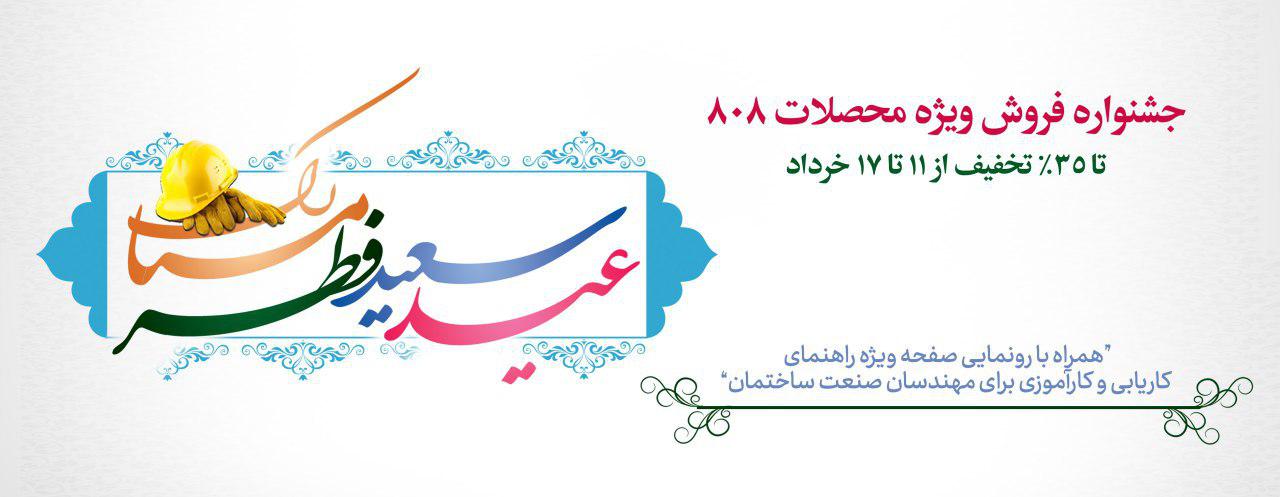 جشنواره فروش ویژه محصلات ۸۰۸
تا ۳۵٪ تخفیف از ۱۱ تا ۱۷ خرداد
عید سعید فطر مبارک
"همراه با رونمایی صفحه ویژه راهنمای
کاریابی و کارآموزی برای مهندسان صنعت ساختمان"